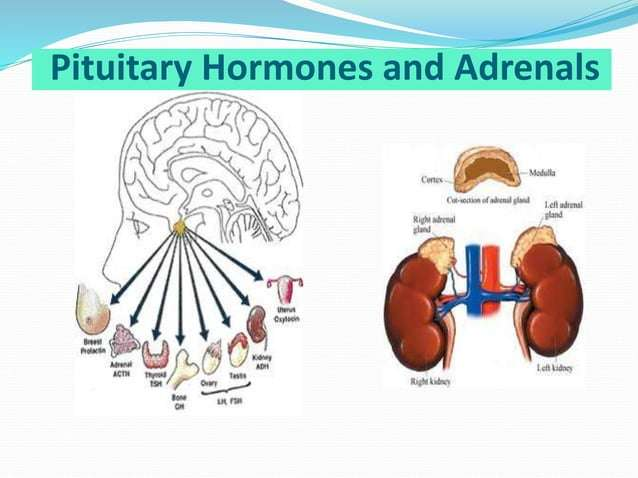 Pituitary Hormones and Adrenals
Breast
Prolactin
Adrenal
ACTH
Thyroid
TSH
Bone
GH
Ovary
Testis
LH, FSH
Kidney
ADH
Uterus
Oxytocin
Cortex
Medulla
Cut-section of adrenal gland
Right adrenal
gland
Left adrenal
gland
Right kidney
Left kidney